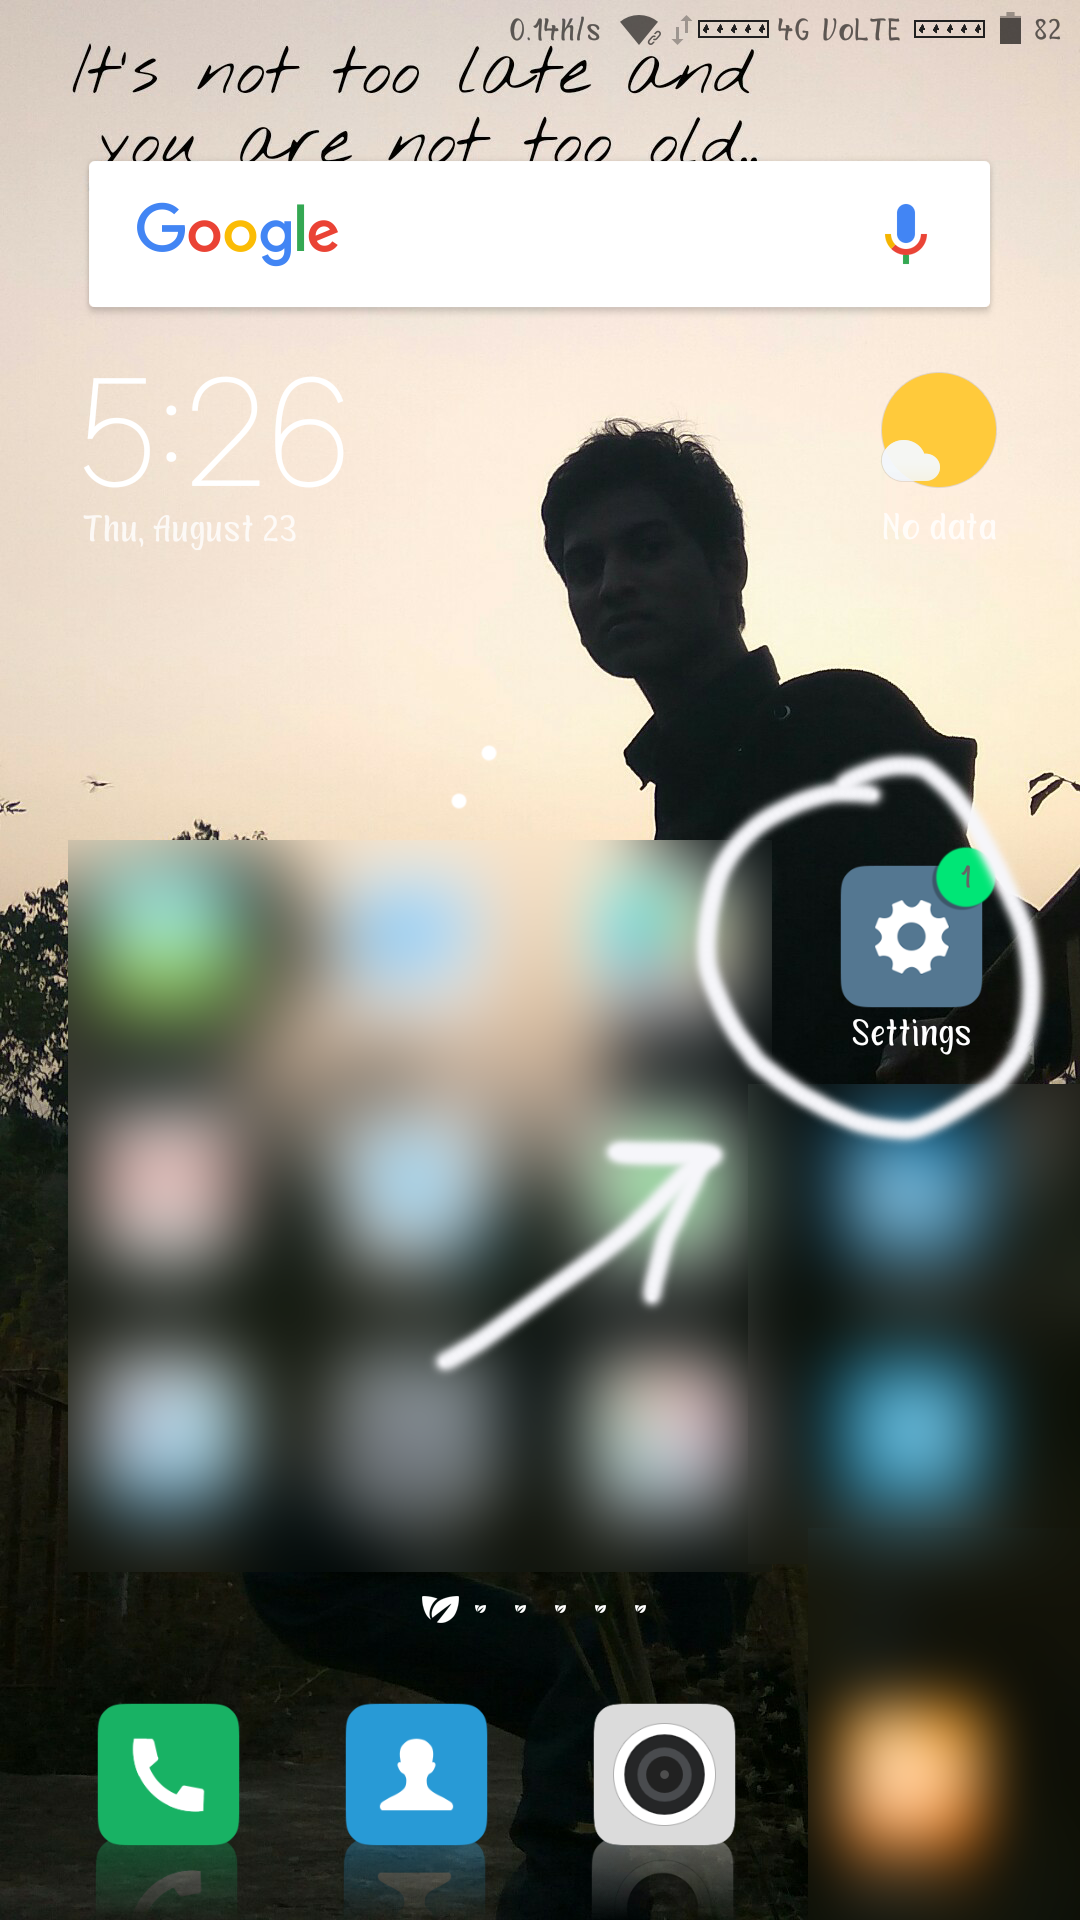 0.14K/s 4G VoLTE 82
It's not too late and
you are not too old..
Google
5:26
Thu, August 23
No data
1
Settings